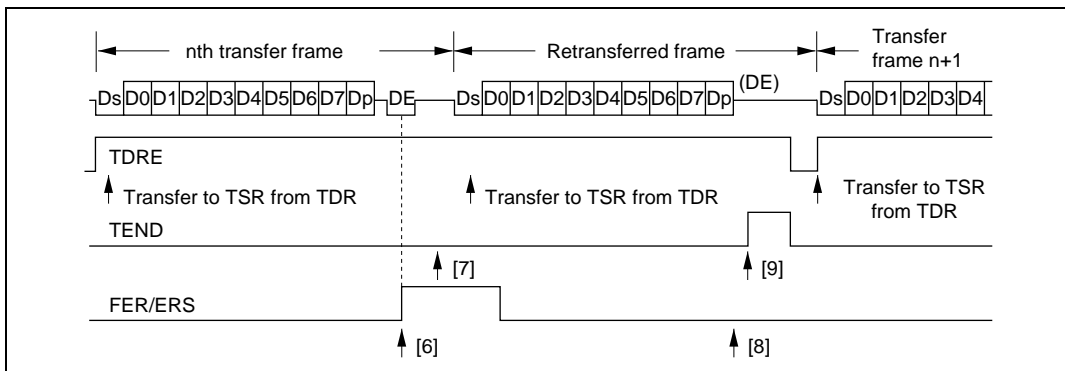 nth transfer frame
Retransferred frame
Transfer
frame n+1
Ds D0 D1 D2 D3 D4 D5 D6 D7 Dp DE
Ds D0 D1 D2 D3 D4 D5 D6 D7 Dp
(DE)
Ds D0 D1 D2 D3 D4
TDRE
Transfer to TSR from TDR
Transfer to TSR from TDR
Transfer to TSR
from TDR
TEND
[7]
[9]
FER/ERS
[6]
[8]